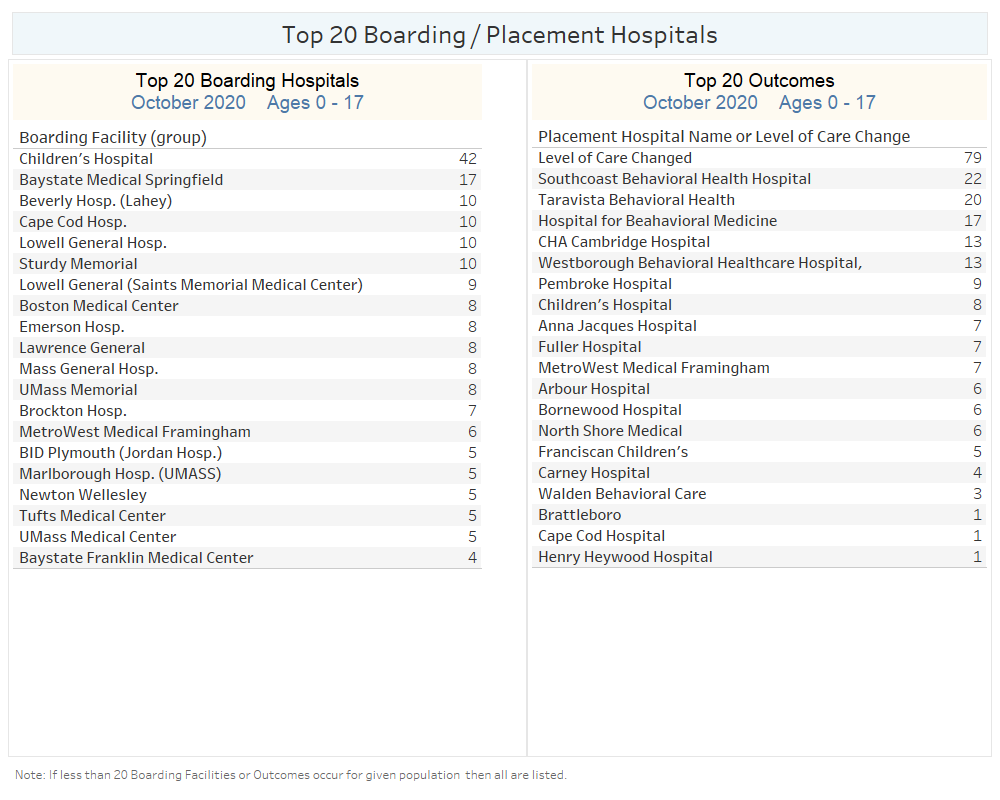 Top 20 Boarding / Placement Hospitals
Top 20 Boarding Hospitals
October 2020 Ages 0 - 17
Boarding Facility (group)
Children's Hospital 42
Baystate Medical Springfield 17
Beverly Hosp. (Lahey) 10
Cape Cod Hosp. 10
Lowell General Hosp. 10
Sturdy Memorial 10
Lowell General (Saints Memorial Medical Center) 9
Boston Medical Center 8
Emerson Hosp. 8
Lawrence General 8
Mass General Hosp. 8
UMass Memorial 8
Brockton Hosp. 7
MetroWest Medical Framingham 6
BID Plymouth (Jordan Hosp.) 5
Marlborough Hosp. (UMASS) 5
Newton Wellesley 5
Tufts Medical Center 5
UMass Medical Center 5
Baystate Franklin Medical Center 4
Top 20 Outcomes
October 2020 Ages 0 - 17
Placement Hospital Name or Level of Care Change
Level of Care Changed 79
Southcoast Behavioral Health Hospital 22
Taravista Behavioral Health 20
Hospital for Beahavioral Medicine 17
CHA Cambridge Hospital 13
Westborough Behavioral Healthcare Hospital, 13
Pembroke Hospital 9
Children's Hospital 8
Anna Jacques Hospital 7
Fuller Hospital 7
MetroWest Medical Framingham 7
Arbour Hospital 6
Bornewood Hospital 6
North Shore Medical 6
Franciscan Children's 5
Carney Hospital 4
Walden Behavioral Care 3
Brattleboro 1
Cape Cod Hospital 1
Henry Heywood Hospital 1
Note: If less than 20 Boarding Facilities or Outcomes occur for given population then all are listed.